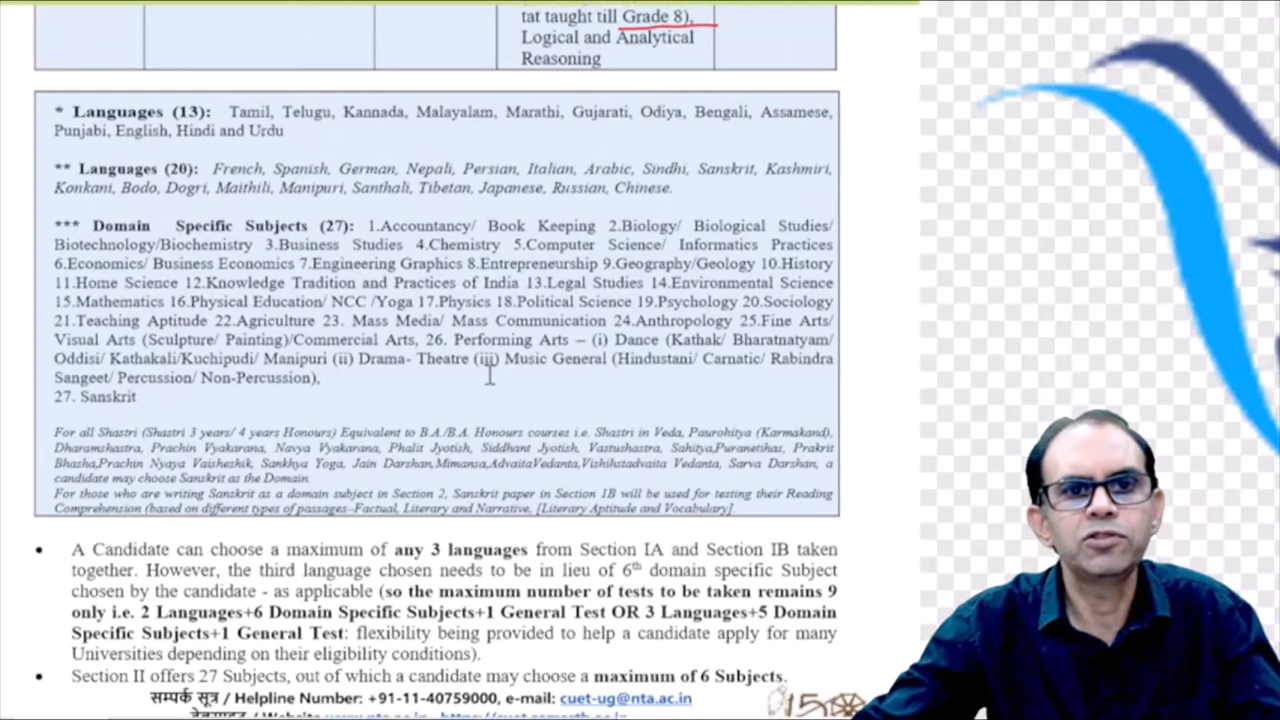 tat taught till Grade 8),
Logical and Analytical
Reasoning
* Languages (13): Tamil, Telugu, Kannada, Malayalam, Marathi, Gujarati, Odiya, Bengali, Assamese,
Punjabi, English, Hindi and Urdu
** Languages (20): French, Spanish, German, Nepali, Persian, Italian, Arabic, Sindhi, Sanskrit, Kashmiri,
Konkani, Bodo, Dogri, Maithili, Manipuri, Santhali, Tibetan, Japanese, Russian, Chinese.
*** Domain Specific Subjects (27): 1.Accountancy/ Book Keeping 2.Biology/ Biological Studies/
Biotechnology/Biochemistry 3.Business Studies 4.Chemistry 5.Computer Science/ Informatics Practices
6.Economics/ Business Economics 7.Engineering Graphics 8.Entrepreneurship 9.Geography/Geology 10.History
11.Home Science 12.Knowledge Tradition and Practices of India 13.Legal Studies 14.Environmental Science
15.Mathematics 16.Physical Education/ NCC /Yoga 17.Physics 18.Political Science 19.Psychology 20.Sociology
21.Teaching Aptitude 22.Agriculture 23. Mass Media/ Mass Communication 24.Anthropology 25.Fine Arts/
Visual Arts (Sculpture/ Painting)/Commercial Arts, 26. Performing Arts – (i) Dance (Kathak/ Bharatnatyam/
Oddisi/ Kathakali/Kuchipudi/ Manipuri (ii) Drama- Theatre (iii) Music General (Hindustani/ Carnatic/ Rabindra
Sangeet/ Percussion/ Non-Percussion),
27. Sanskrit
For all Shastri (Shastri 3 years/ 4 years Honours) Equivalent to B.A./B.A. Honours courses i.e. Shastri in Veda, Paurohitya (Karmakand),
Dharamshastra, Prachin Vyakarana, Navya Vyakarana, Phalit Jyotish, Siddhant Jyotish, Vastushastra, Sahitya,Puranetihas, Prakrit
Bhasha,Prachin Nyaya Vaisheshik, Sankhya Yoga, Jain Darshan,Mimansa,AdvaitaVedanta,Vishihstadvaita Vedanta, Sarva Darshan, a
candidate may choose Sanskrit as the Domain.
For those who are writing Sanskrit as a domain subject in Section 2, Sanskrit paper in Section 1B will be used for testing their Reading
Comprehension (based on different types of passages–Factual, Literary and Narrative, [Literary Aptitude and Vocabulary]
• A Candidate can choose a maximum of any 3 languages from Section IA and Section IB taken
together. However, the third language chosen needs to be in lieu of 6th domain specific Subject
chosen by the candidate - as applicable (so the maximum number of tests to be taken remains 9
only i.e. 2 Languages+6 Domain Specific Subjects+1 General Test OR 3 Languages+5 Domain
Specific Subjects+1 General Test: flexibility being provided to help a candidate apply for many
Universities depending on their eligibility conditions).
• Section II offers 27 Subjects, out of which a candidate may choose a maximum of 6 Subjects.
सम्पर्क सूत्र / Helpline Number: +91-11-40759000, e-mail: cuet-ug@nta.ac.in